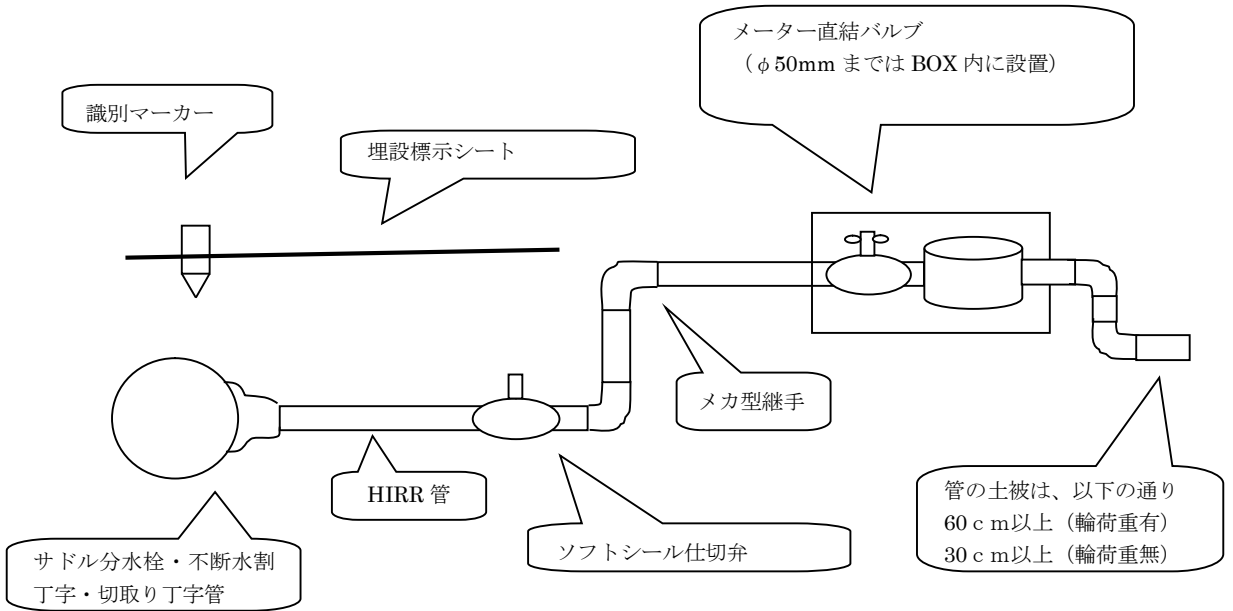 メーター直結バルブ
（φ50mm までは BOX 内に設置）
識別マーカー
埋設標示シート
メカ型継手
HIRR 管
ソフトシール仕切弁
サドル分水栓・不断水割
丁字・切取り丁字管
管の土被は、以下の通り
60ｃｍ以上（輪荷重有）
30ｃｍ以上（輪荷重無）